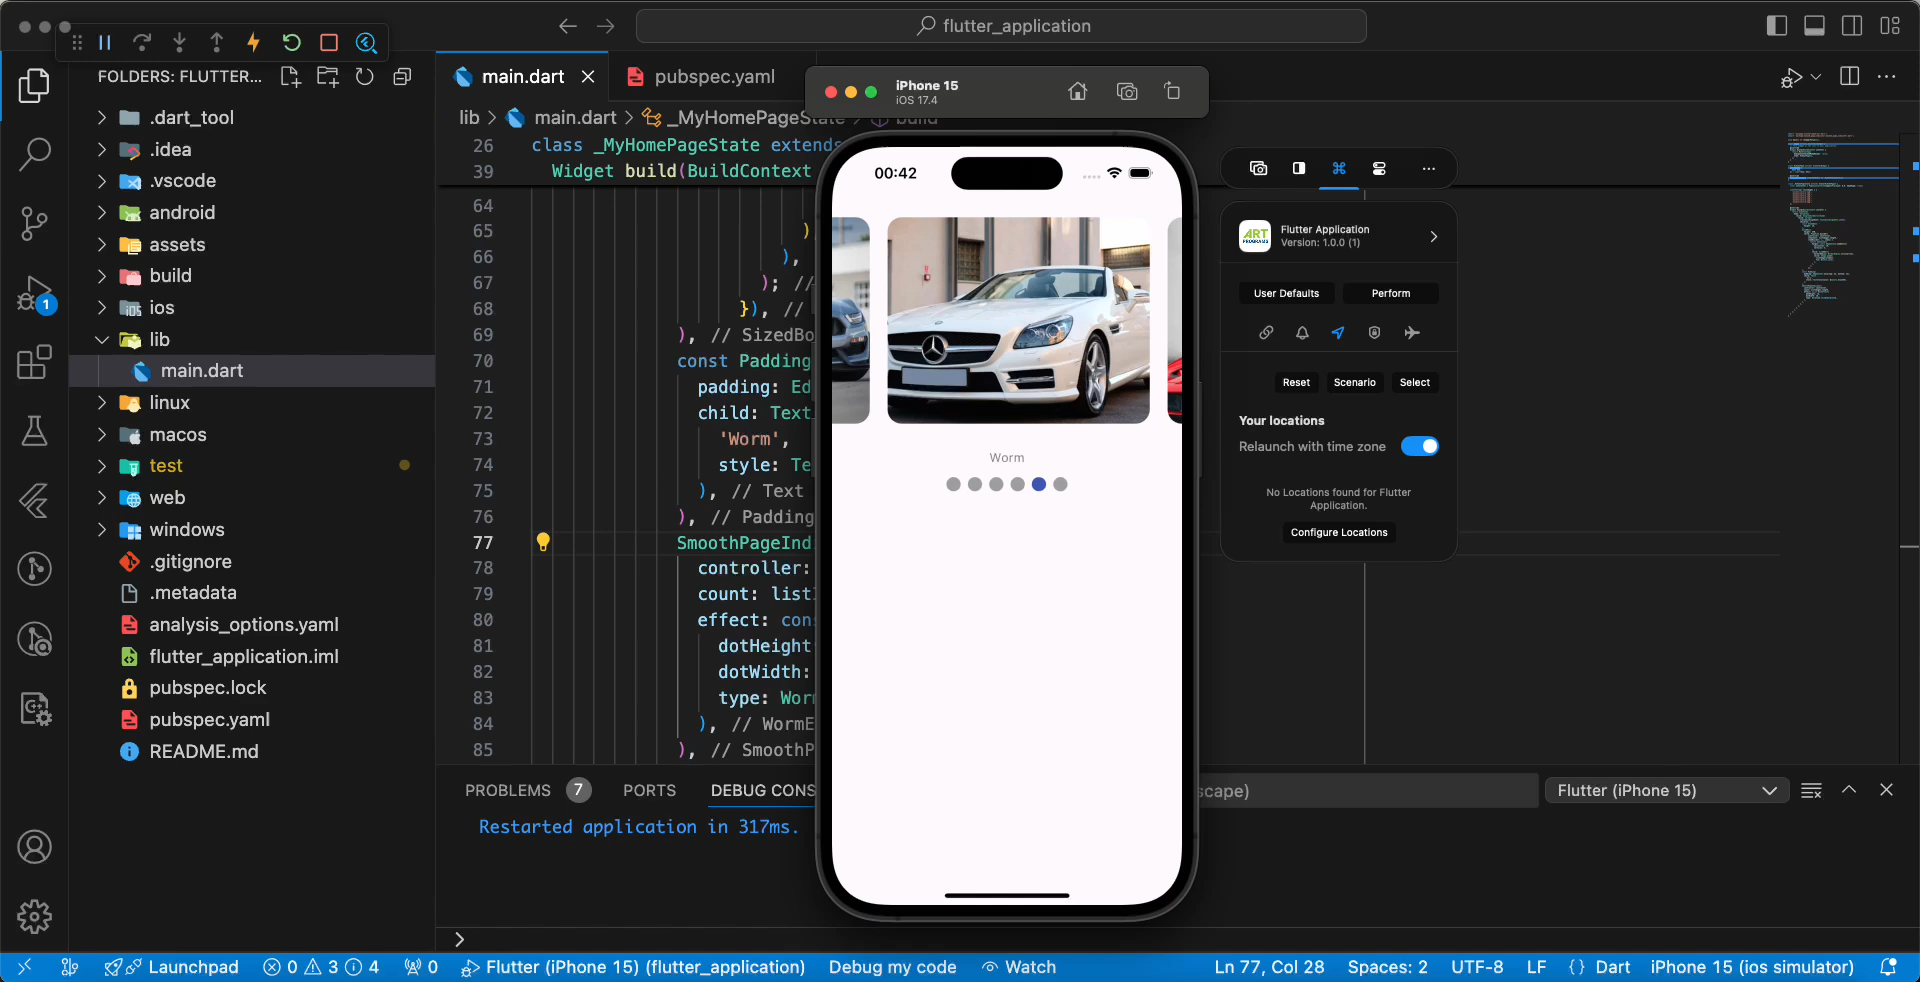 flutter_application
FOLDERS: FLUTTER...
.dart_tool
.idea
.vscode
android
assets
build
ios
lib
main.dart
linux
macos
test
web
windows
.gitignore
.metadata
analysis_options.yaml
flutter_application.iml
pubspec.lock
pubspec.yaml
README.md
1
main.dart
pubspec.yaml
lib > main.dart > _MyHomePageState > build
26 class _MyHomePageState extends
39 Widget build(BuildContext
64
65 )
66 ),
67 ); //
68 }), //
69 ), // SizedBo
70 const Padding
71 padding: Ed
72 child: Text
73 'Worm',
74 style: Te
75 ), // Text
76 ), // Padding
77 SmoothPageInd
78 controller:
79 count: list
80 effect: cons
81 dotHeight
82 dotWidth:
83 type: Worm
84 ), // WormE
85 ), // SmoothP
iPhone 15
iOS 17.4
00:42
Worm
Flutter Application
Version: 1.0.0 (1)
ART
PROGRAMS
User Defaults
Perform
Reset
Scenario
Select
Your locations
Relaunch with time zone
No Locations found for Flutter
Application.
Configure Locations
PROBLEMS 7
PORTS
DEBUG CONS
scape)
Flutter (iPhone 15)
Restarted application in 317ms.
Launchpad
0 3 4
0
Flutter (iPhone 15) (flutter_application)
Debug my code
Watch
Ln 77, Col 28
Spaces: 2
UTF-8
LF
{ } Dart
iPhone 15 (ios simulator)